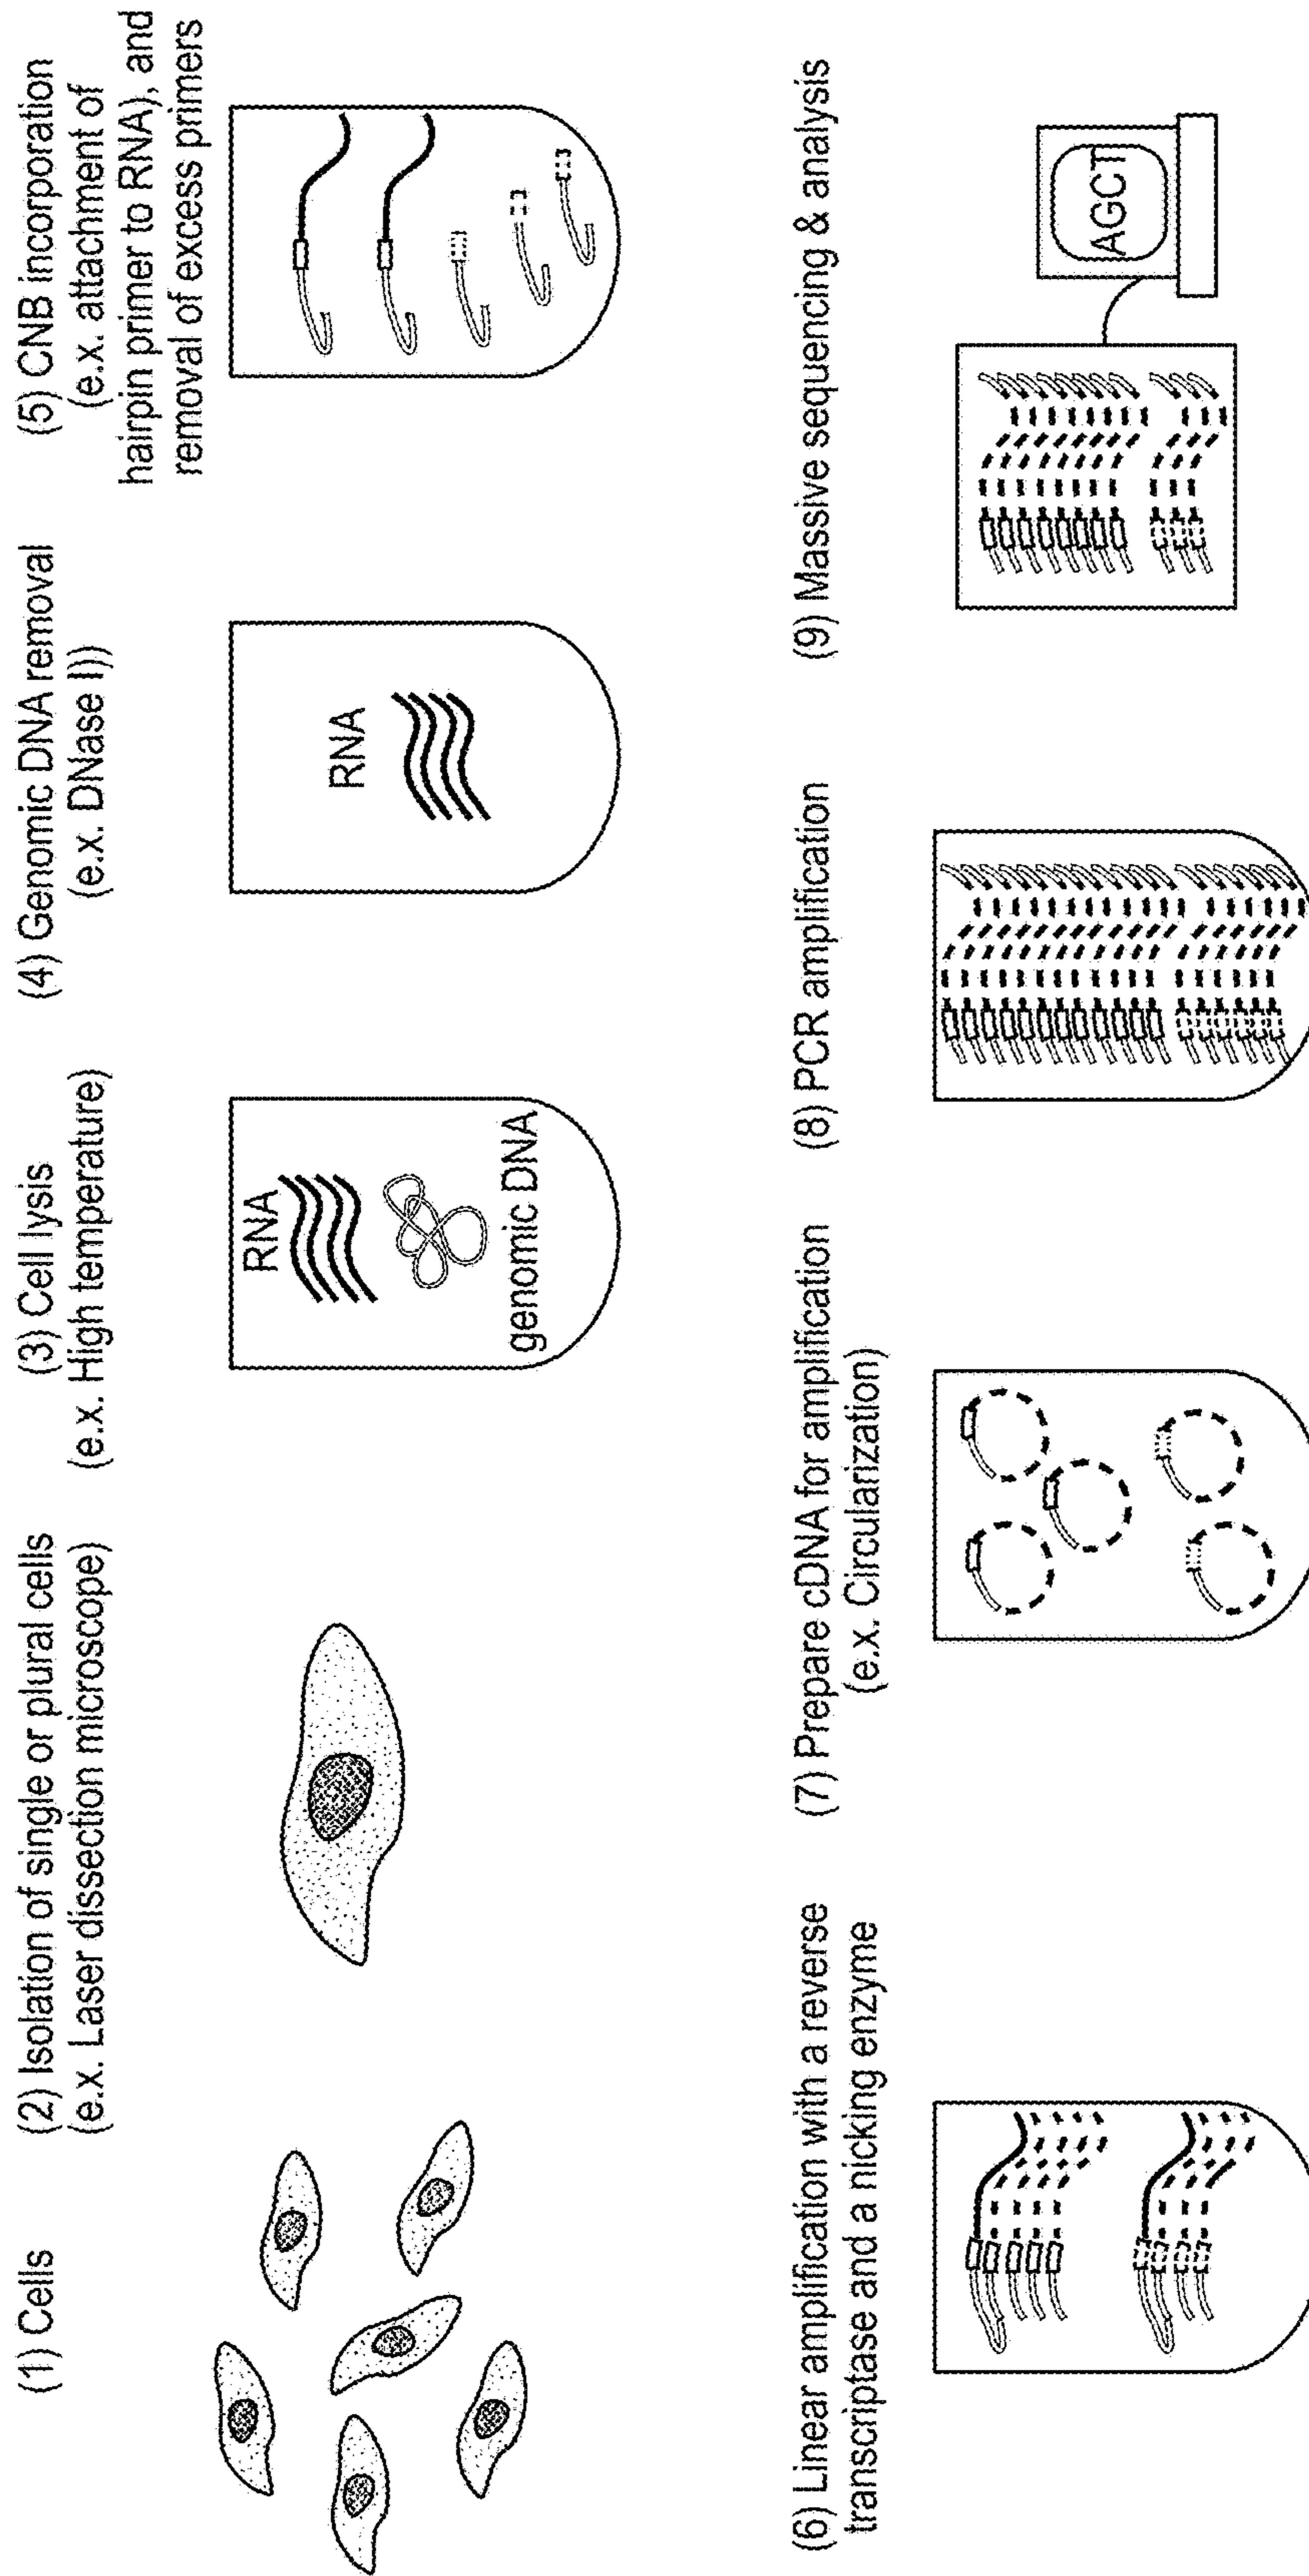 (1) Cells
(2) Isolation of single or plural cells
(e.x. Laser dissection microscope)
(3) Cell lysis
(e.x. High temperature)
RNA
genomic DNA
(4) Genomic DNA removal
(e.x. DNase I))
RNA
(5) CNB incorporation
(e.x. attachment of
hairpin primer to RNA), and
removal of excess primers
(6) Linear amplification with a reverse
transcriptase and a nicking enzyme
(7) Prepare cDNA for amplification
(e.x. Circularization)
(8) PCR amplification
(9) Massive sequencing & analysis
AGCT